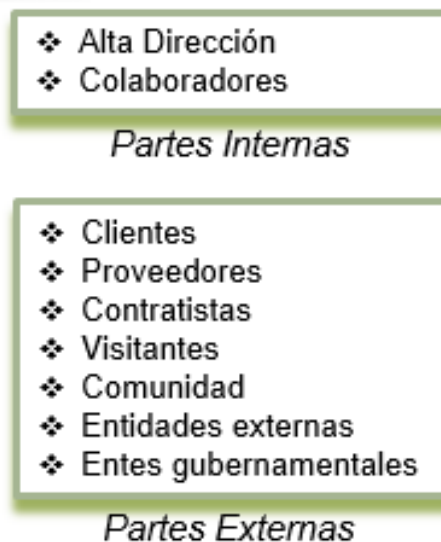 ❖ Alta Dirección
❖ Colaboradores
Partes Internas
❖ Clientes
❖ Proveedores
❖ Contratistas
❖ Visitantes
❖ Comunidad
❖ Entidades externas
❖ Entes gubernamentales
Partes Externas